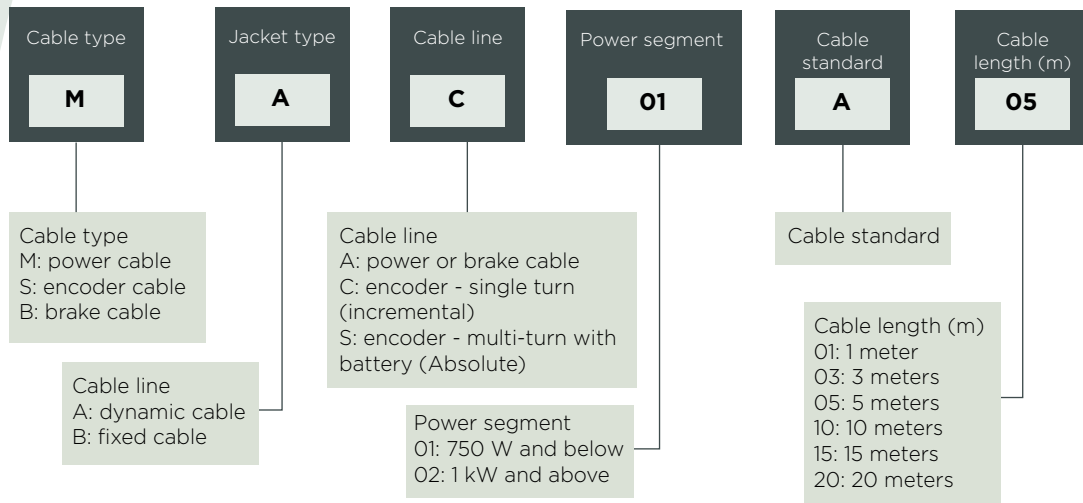 Cable type
M
Jacket type
A
Cable line
C
Power segment
01
Cable
standard
A
Cable
length (m)
05
Cable type
M: power cable
S: encoder cable
B: brake cable
Cable line
A: dynamic cable
B: fixed cable
Cable line
A: power or brake cable
C: encoder - single turn
(incremental)
S: encoder - multi-turn with
battery (Absolute)
Power segment
01: 750 W and below
02: 1 kW and above
Cable standard
Cable length (m)
01: 1 meter
03: 3 meters
05: 5 meters
10: 10 meters
15: 15 meters
20: 20 meters